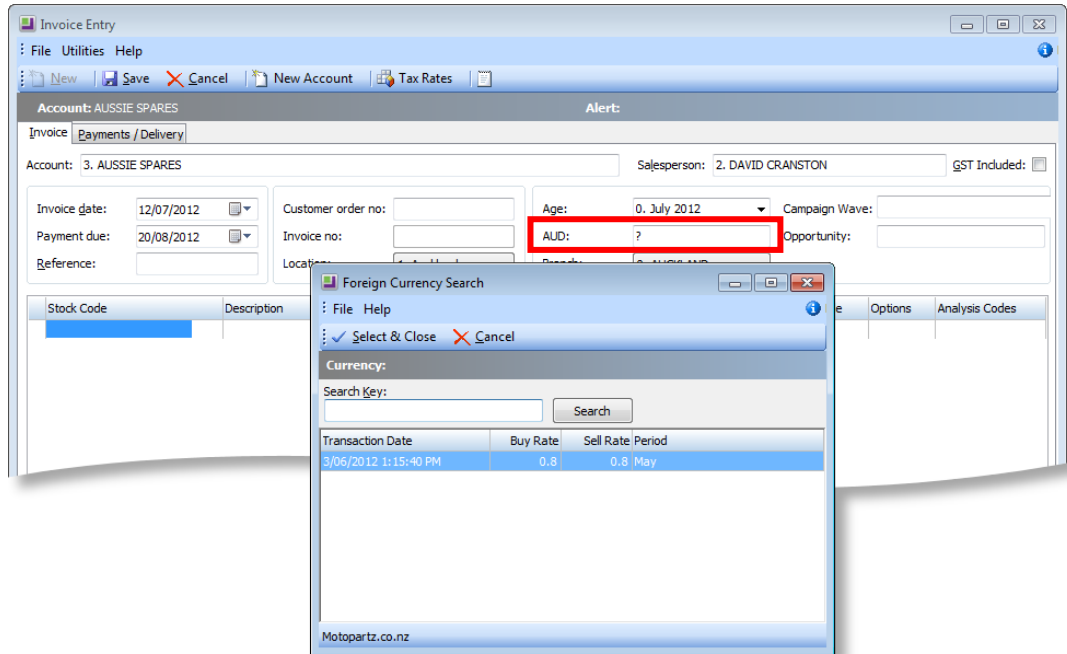 Invoice Entry
File Utilities Help
New Save Cancel New Account Tax Rates
Account: AUSSIE SPARES Alert:
Invoice Payments / Delivery
Account: 3. AUSSIE SPARES Salesperson: 2. DAVID CRANSTON GST Included:
Invoice date: 12/07/2012 Customer order no: Age: 0. July 2012 Campaign Wave:
Payment due: 20/08/2012 Invoice no: AUD: ? Opportunity:
Reference: Location: Branch: AUCKLAND
Stock Code Description Options Analysis Codes
Foreign Currency Search
File Help
Select & Close Cancel
Currency:
Search Key:
Search
Transaction Date Buy Rate Sell Rate Period
3/06/2012 1:15:40 PM 0.8 0.8 May
Motopartz.co.nz